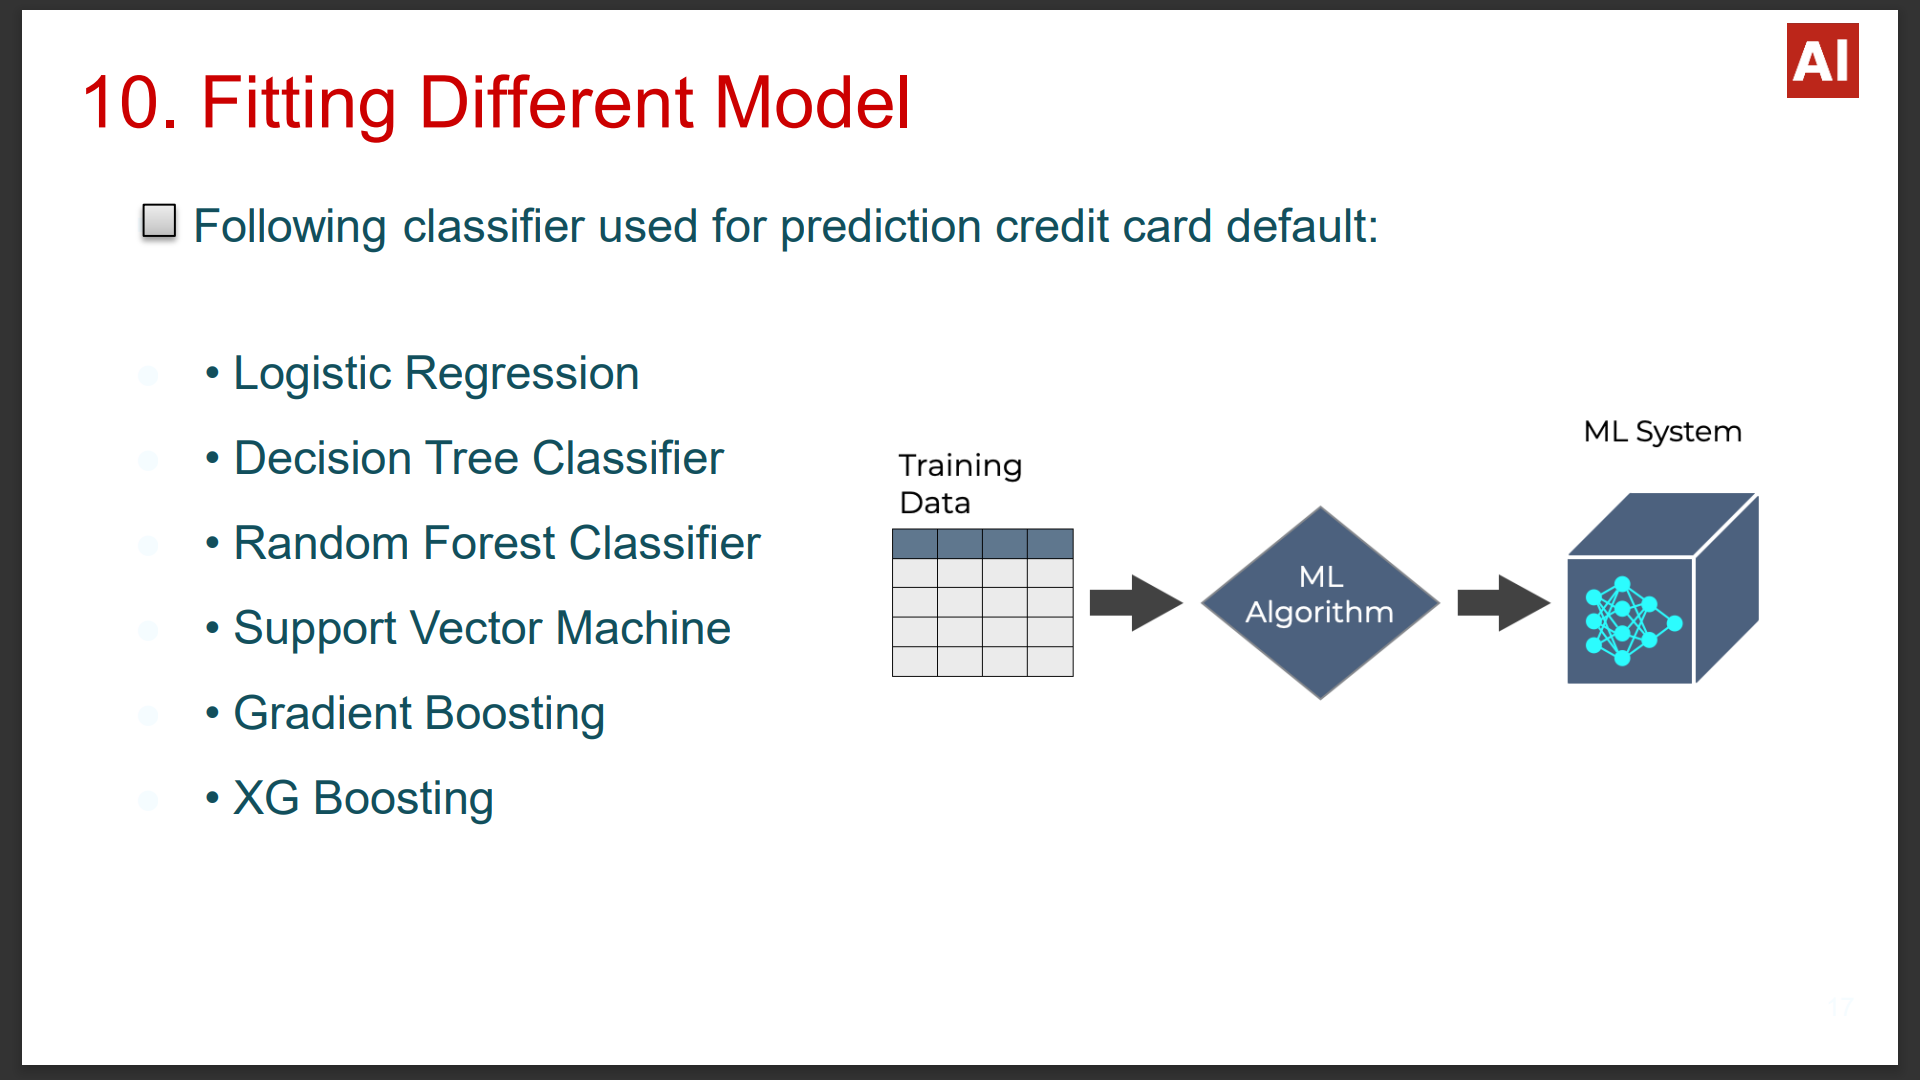 AI
10. Fitting Different Model
Following classifier used for prediction credit card default:
• Logistic Regression
• Decision Tree Classifier
• Random Forest Classifier
• Support Vector Machine
• Gradient Boosting
• XG Boosting
Training
Data
ML
Algorithm
ML System
17